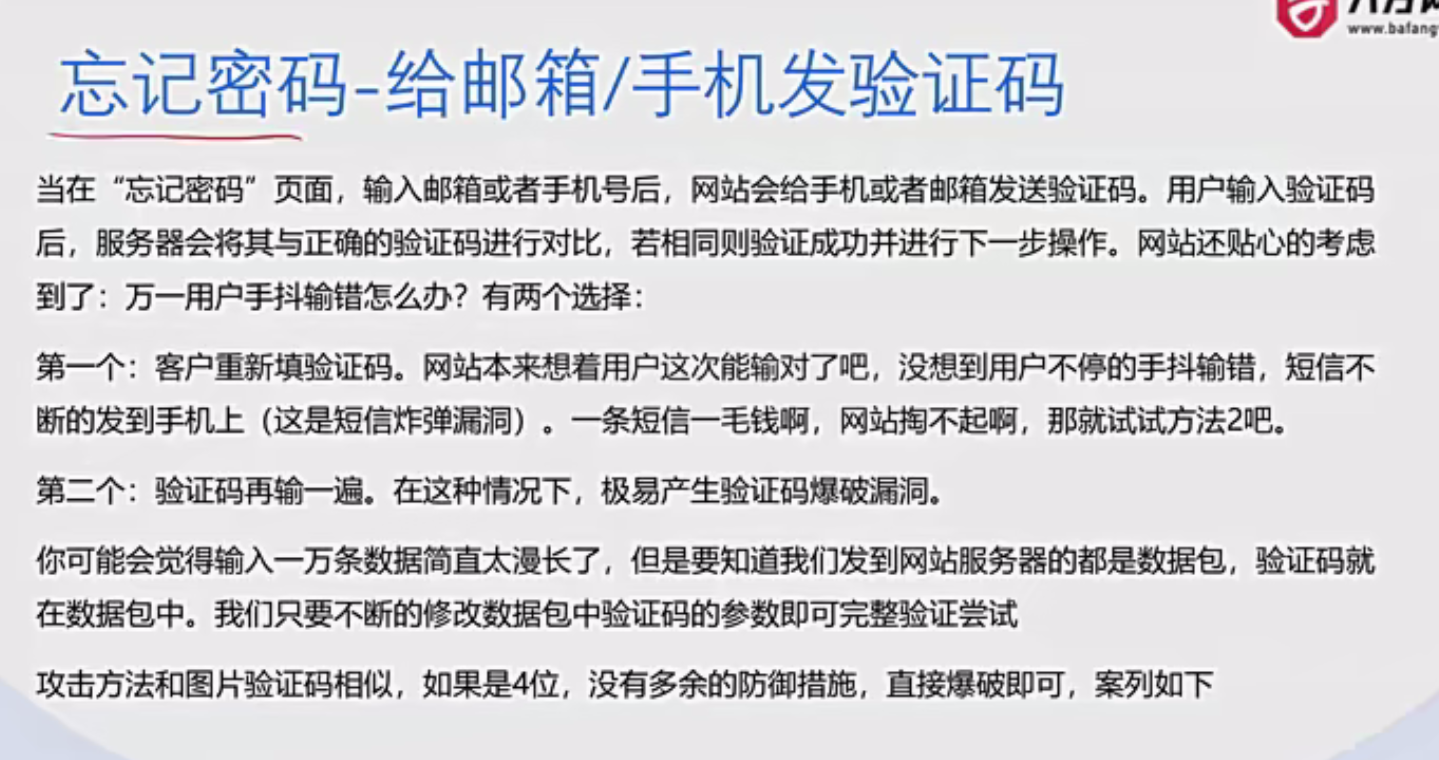 www.bafang
忘记密码-给邮箱/手机发验证码
当在“忘记密码”页面，输入邮箱或者手机号后，网站会给手机或者邮箱发送验证码。用户输入验证码
后，服务器会将其与正确的验证码进行对比，若相同则验证成功并进行下一步操作。网站还贴心的考虑
到了：万一用户手抖输错怎么办？有两个选择：
第一个：客户重新填验证码。网站本来想着用户这次能输对了吧，没想到用户不停的手抖输错，短信不
断的发到手机上（这是短信炸弹漏洞）。一条短信一毛钱啊，网站掏不起啊，那就试试方法2吧。
第二个：验证码再输一遍。在这种情况下，极易产生验证码爆破漏洞。
你可能会觉得输入一万条数据简直太漫长了，但是要知道我们发到网站服务器的都是数据包，验证码就
在数据包中。我们只要不断的修改数据包中验证码的参数即可完整验证尝试
攻击方法和图片验证码相似，如果是4位，没有多余的防御措施，直接爆破即可，案列如下